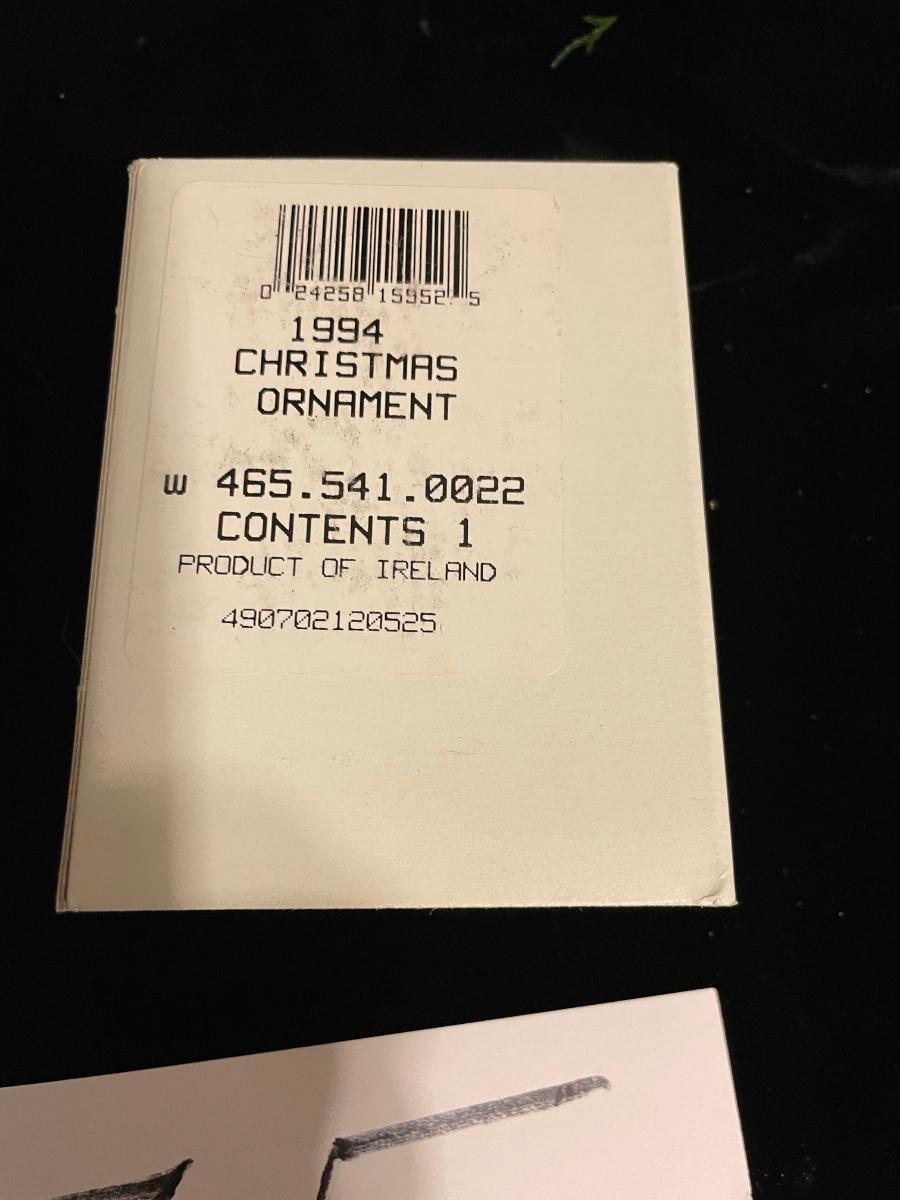 0 24258 15952 5
1994
CHRISTMAS
ORNAMENT
W 465.541.0022
CONTENTS 1
PRODUCT OF IRELAND
490702120525